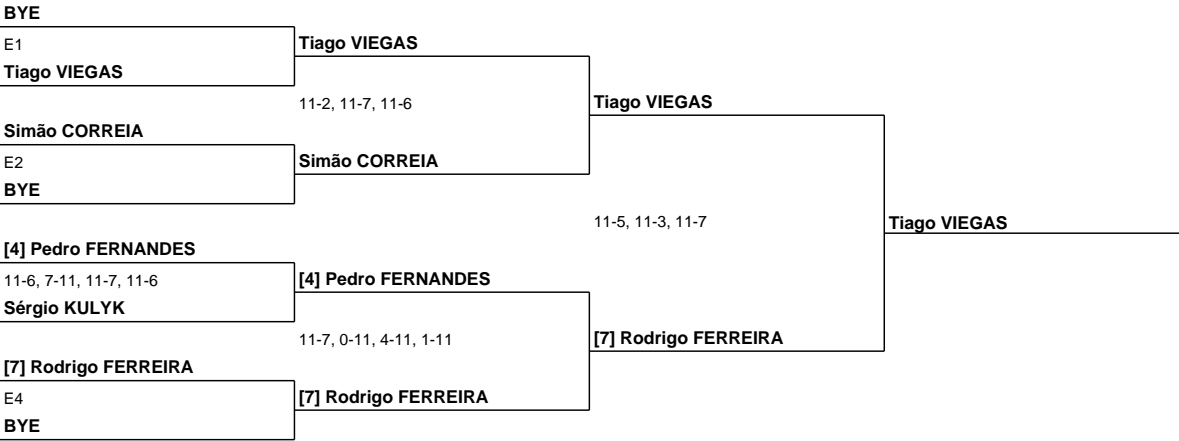 BYE
E1
Tiago VIEGAS
Tiago VIEGAS
11-2, 11-7, 11-6
Tiago VIEGAS
Simão CORREIA
E2
Simão CORREIA
BYE
11-5, 11-3, 11-7
Tiago VIEGAS
[4] Pedro FERNANDES
11-6, 7-11, 11-7, 11-6
[4] Pedro FERNANDES
Sérgio KULYK
11-7, 0-11, 4-11, 1-11
[7] Rodrigo FERREIRA
[7] Rodrigo FERREIRA
E4
[7] Rodrigo FERREIRA
BYE